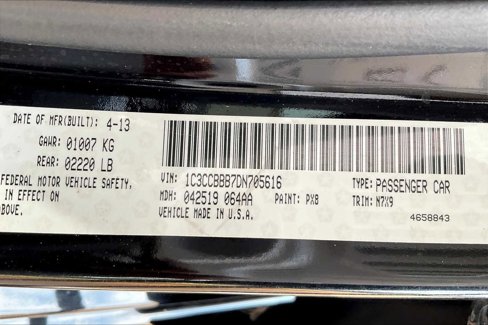 DATE OF MFR(BUILT): 4-13
GAWR: 01007 KG
REAR: 02220 LB
FEDERAL MOTOR VEHICLE SAFETY,
IN EFFECT ON
ABOVE.
VIN: 1C3CCBBB7DN705616
TYPE: PASSENGER CAR
MDH: 042519 064AA
PAINT: PX8
TRIM: N7X9
VEHICLE MADE IN U.S.A.
4658843